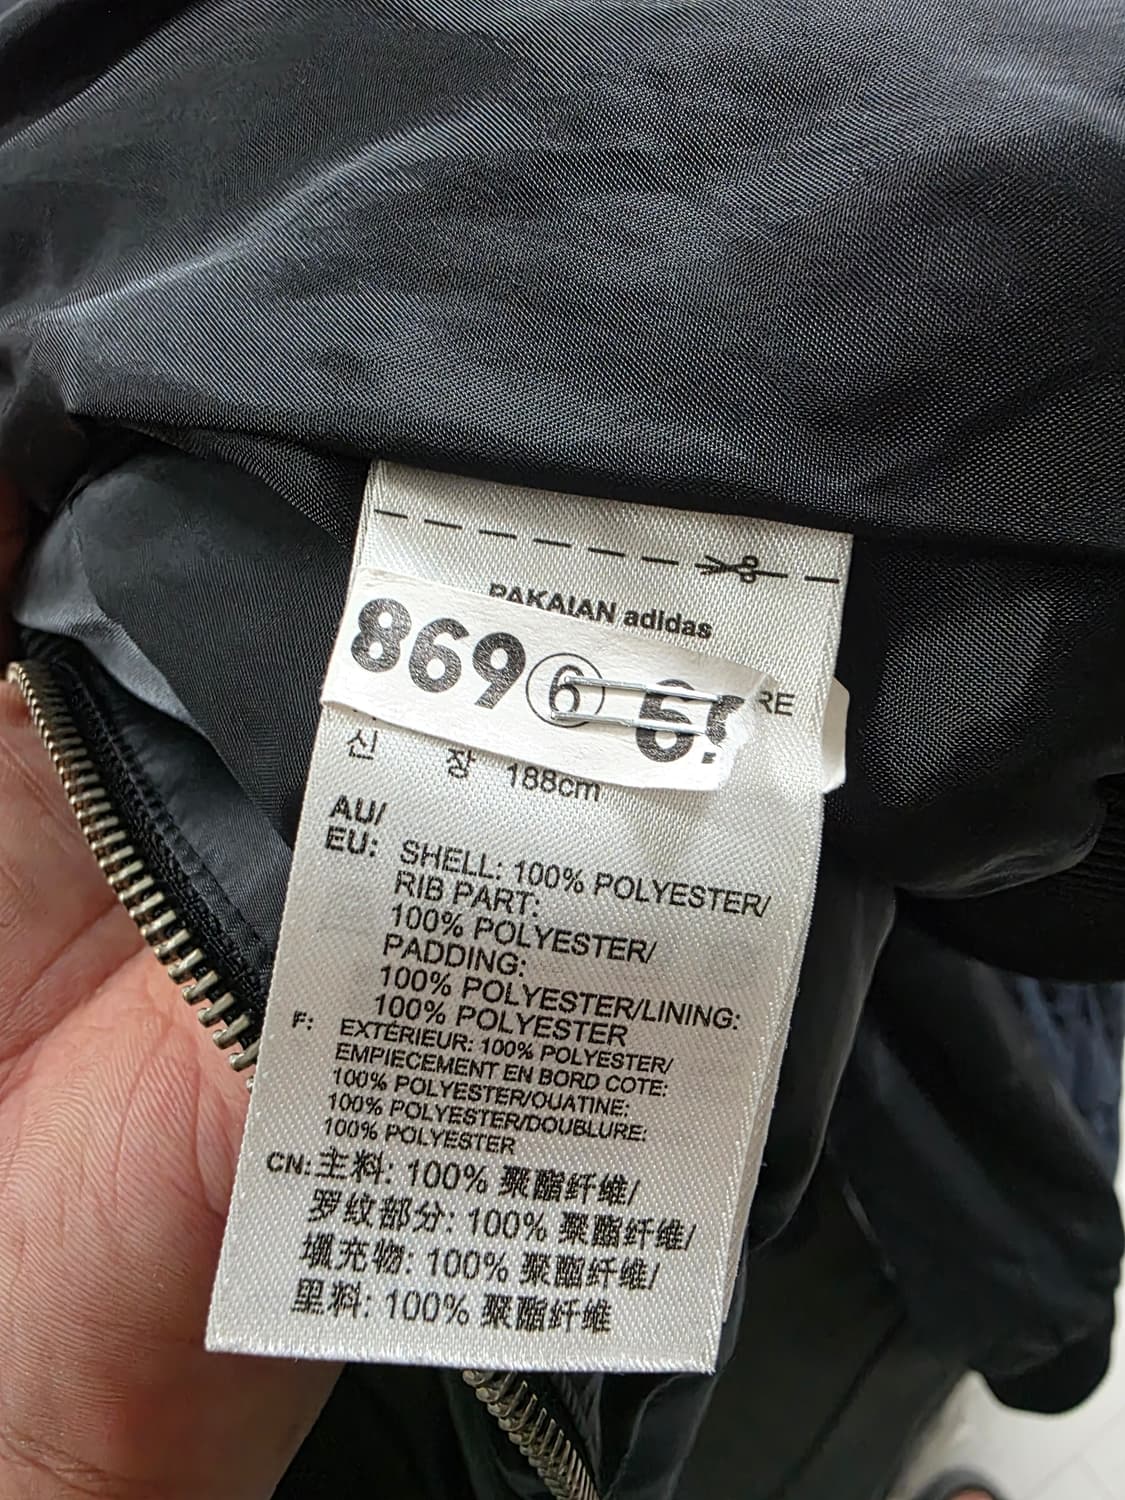 PAKAIAN adidas
RE
869 6
신 장 188cm
AU/
EU: SHELL: 100% POLYESTER/
RIB PART:
100% POLYESTER/
PADDING:
100% POLYESTER/LINING:
100% POLYESTER
F: EXTÉRIEUR: 100% POLYESTER/
EMPIECEMENT EN BORD COTE:
100% POLYESTER/OUATINE:
100% POLYESTER/DOUBLURE:
100% POLYESTER
CN: 主料: 100% 聚酯纤维/
罗纹部分: 100% 聚酯纤维/
填充物: 100% 聚酯纤维/
里料: 100% 聚酯纤维